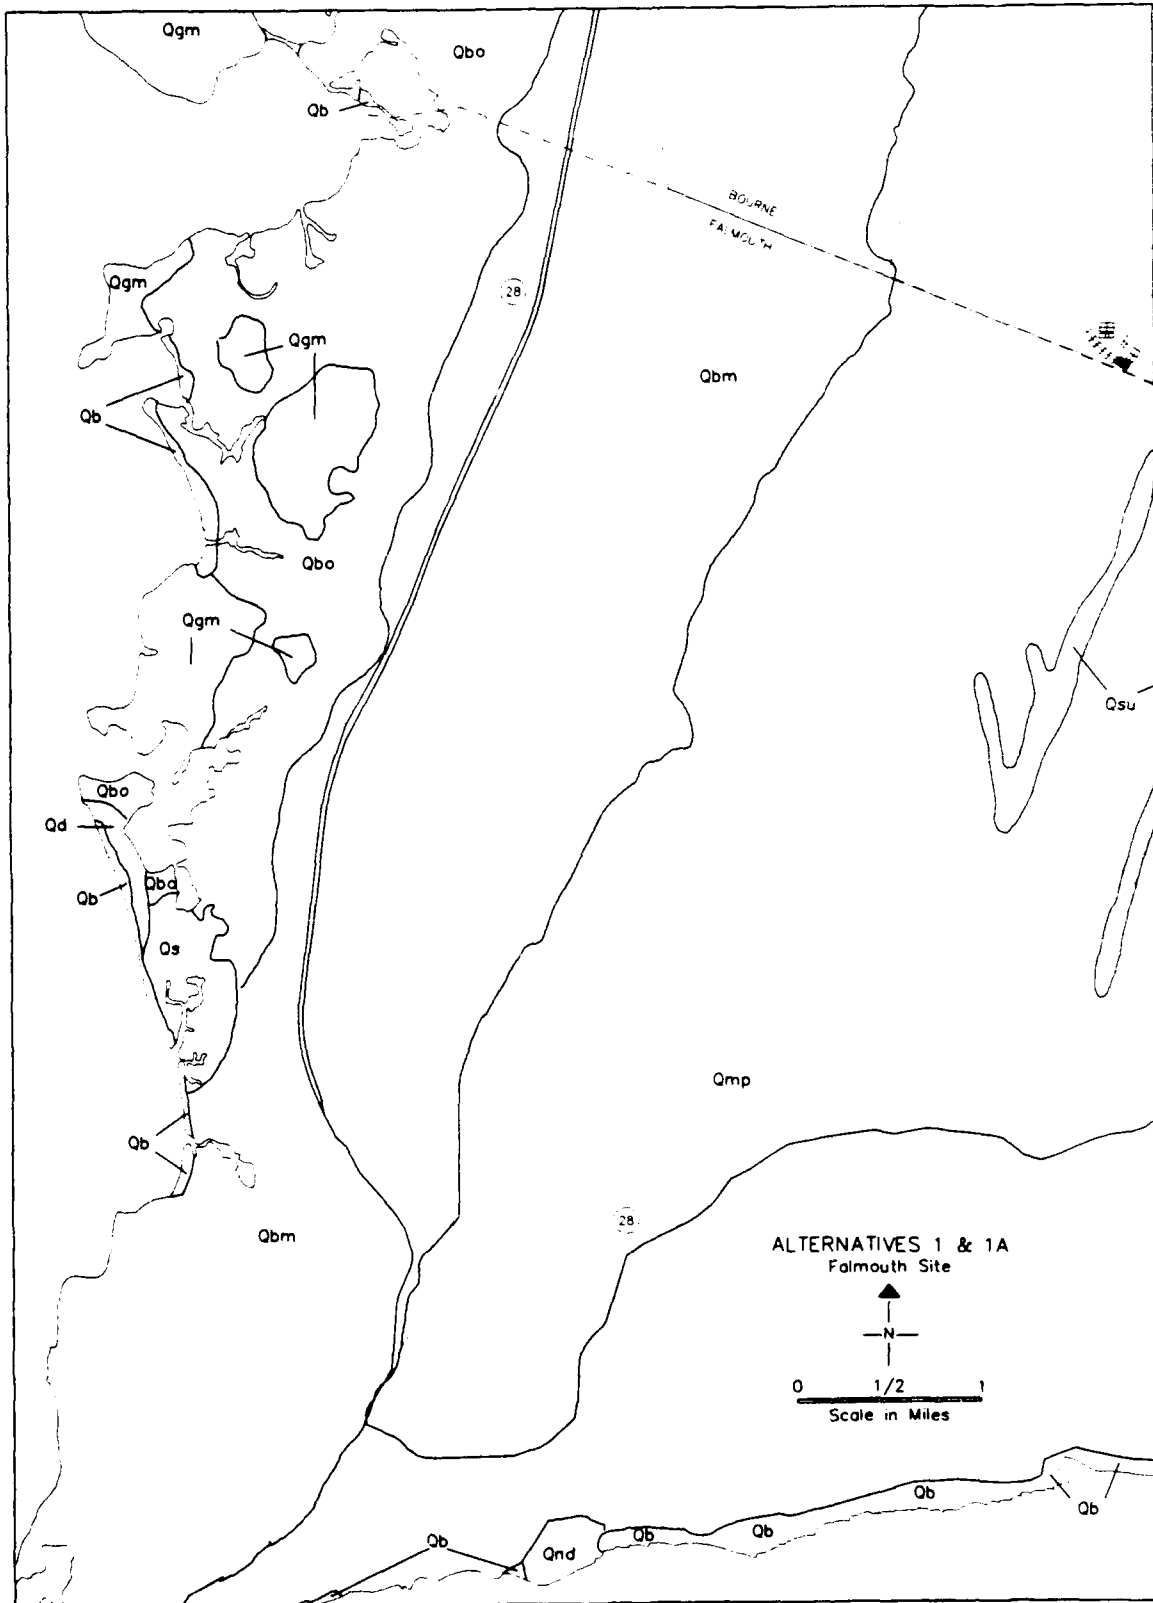 Qgm
Qbo
Qb
BOURNE
FALMOUTH
Qgm
28
Qgm
Qbm
Qb
Qbo
Qgm
Qsu
Qbo
Qd
Qb
Qbd
Qs
Qmp
Qb
28
Qbm
ALTERNATIVES 1 & 1A
Falmouth Site
N
0 1/2 1
Scale in Miles
Qb
Qb
Qb
Qb
Qb
Qnd